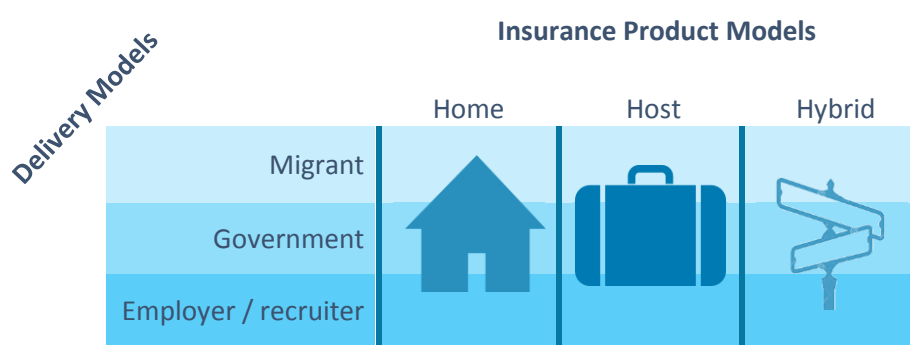 Insurance Product Models
Delivery Models
Home Host Hybrid
Migrant
Government
Employer / recruiter